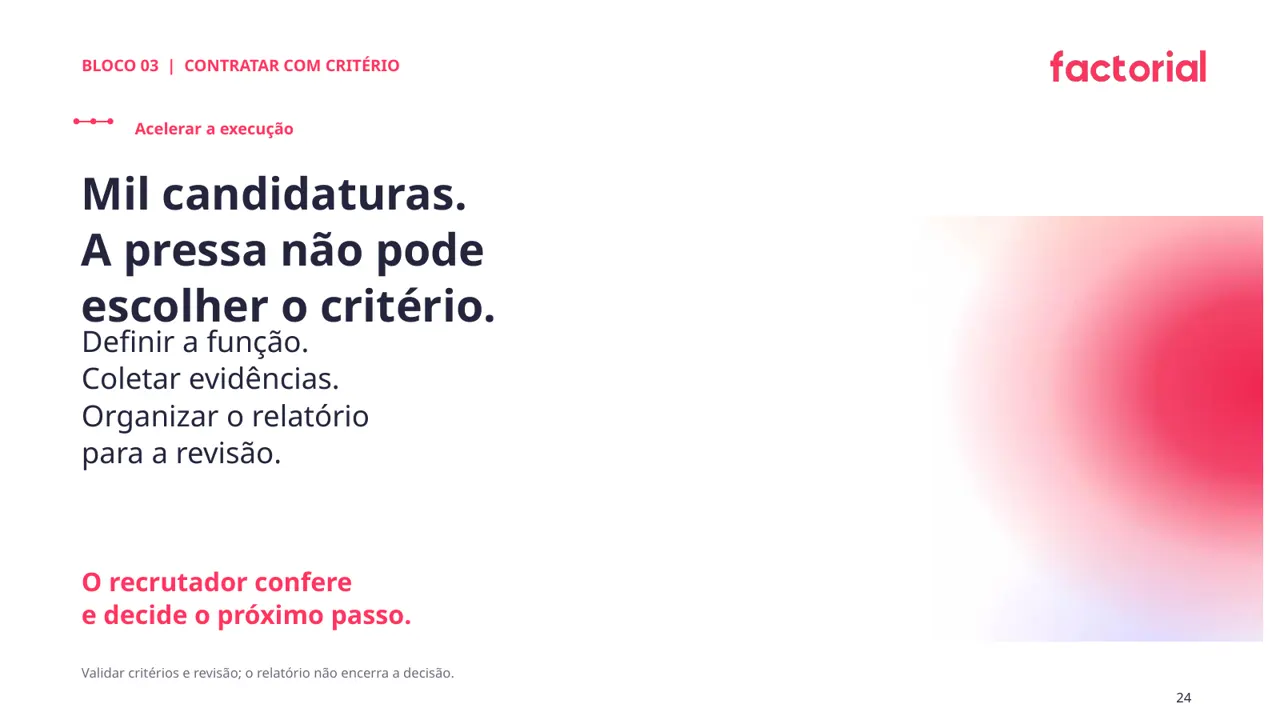 BLOCO 03 | CONTRATAR COM CRITÉRIO
factorial
Acelerar a execução
Mil candidaturas.
A pressa não pode
escolher o critério.
Definir a função.
Coletar evidências.
Organizar o relatório
para a revisão.
O recrutador confere
e decide o próximo passo.
Validar critérios e revisão; o relatório não encerra a decisão.
24